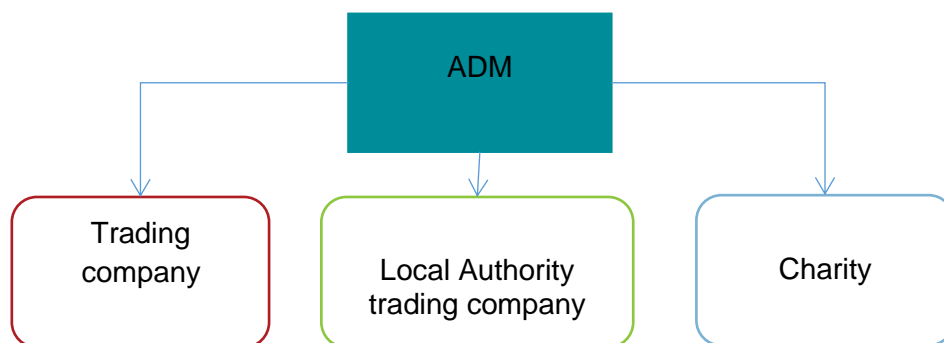 ADM
Trading
company
Local Authority
trading company
Charity